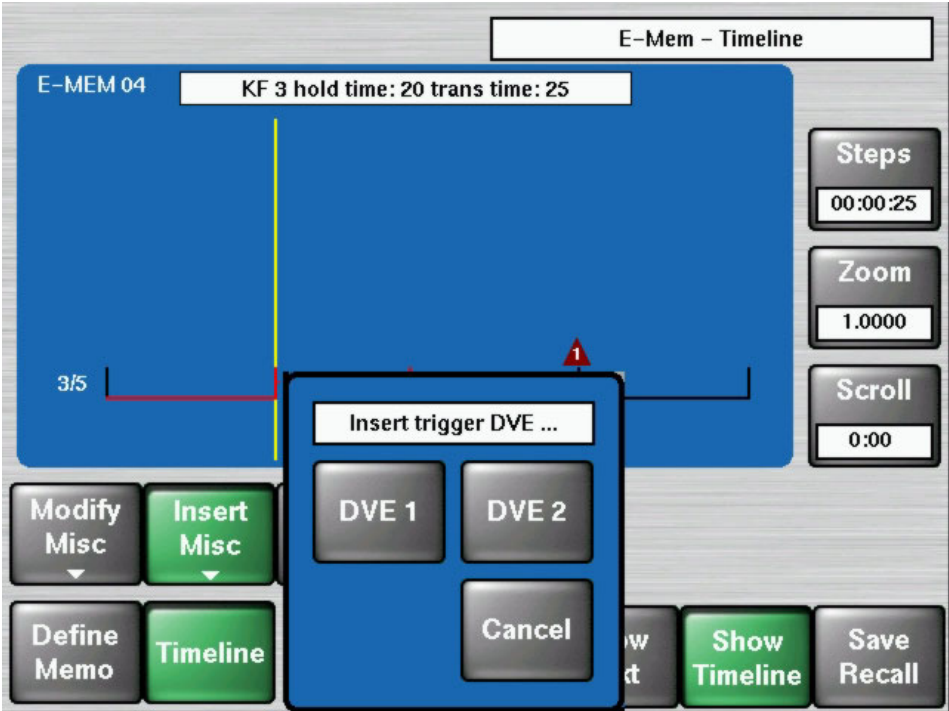 E-Mem - Timeline
E-MEM 04
KF 3 hold time: 20 trans time: 25
Steps
00:00:25
Zoom
1.0000
1
3/5
Scroll
0:00
Insert trigger DVE ...
DVE 1
DVE 2
Modify
Misc
Insert
Misc
Cancel
Define
Memo
Timeline
Show
Timeline
Save
Recall